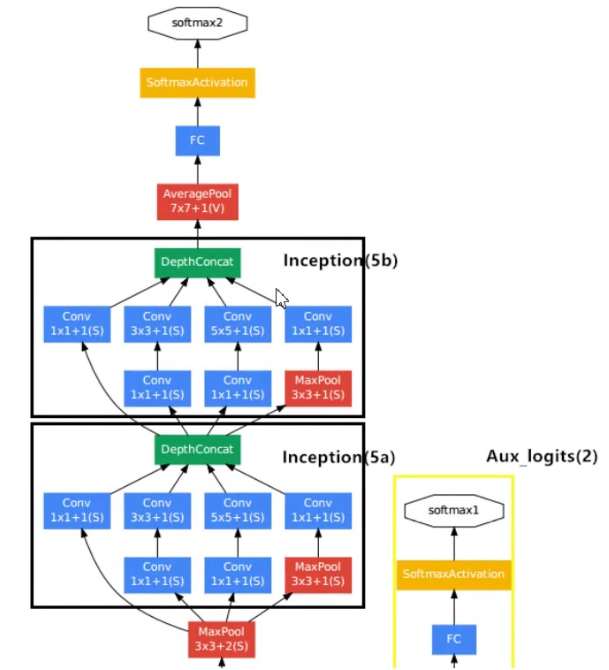 softmax2
SoftmaxActivation
FC
AveragePool
7x7+1(V)
DepthConcat
Inception(5b)
Conv
1x1+1(S)
Conv
3x3+1(S)
Conv
5x5+1(S)
Conv
1x1+1(S)
Conv
1x1+1(S)
Conv
1x1+1(S)
MaxPool
3x3+1(S)
DepthConcat
Inception(5a)
Conv
1x1+1(S)
Conv
3x3+1(S)
Conv
5x5+1(S)
Conv
1x1+1(S)
Conv
1x1+1(S)
Conv
1x1+1(S)
MaxPool
3x3+1(S)
MaxPool
3x3+2(S)
Aux_logits(2)
softmax1
SoftmaxActivation
FC